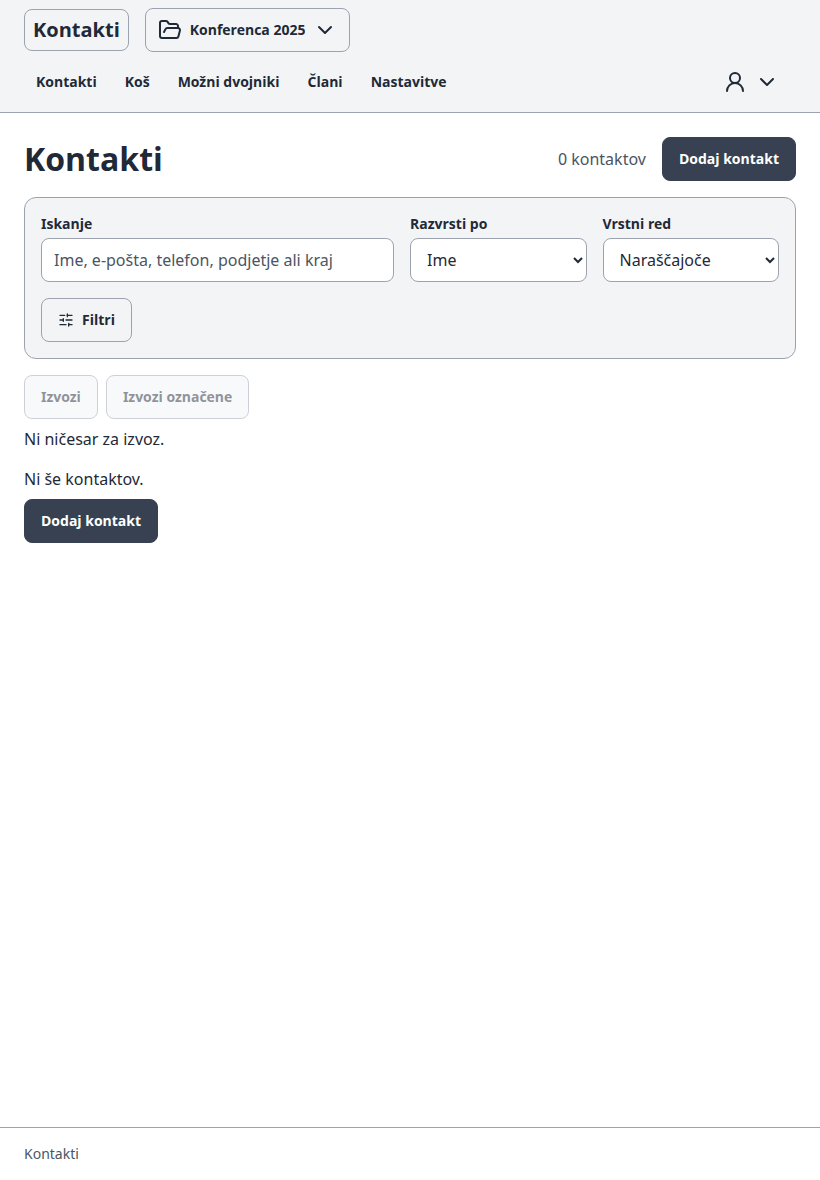 Kontakti
Konferenca 2025
Kontakti Koš Možni dvojniki Člani Nastavitve
Kontakti
0 kontaktov
Dodaj kontakt
Iskanje
Razvrsti po
Vrstni red
Ime, e-pošta, telefon, podjetje ali kraj
Ime
Naraščajoče
Filtri
Izvozi
Izvozi označene
Ni ničesar za izvoz.
Ni še kontaktov.
Dodaj kontakt
Kontakti